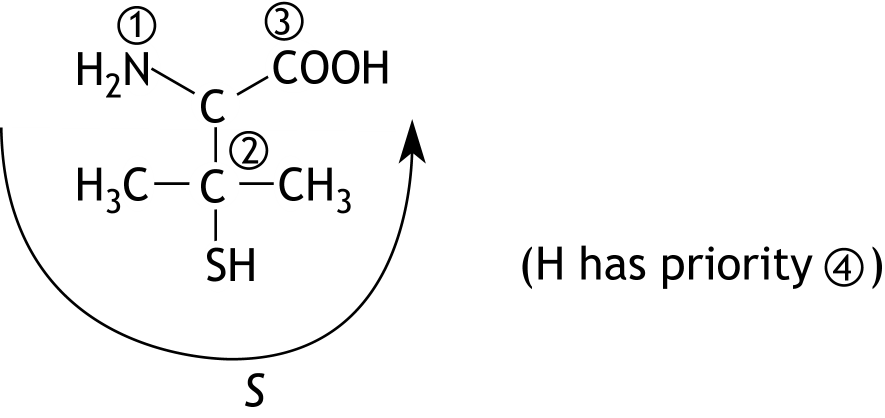 ① ③
H₂N COOH
C
②
H₃C — C — CH₃
SH
(H has priority ④)
S